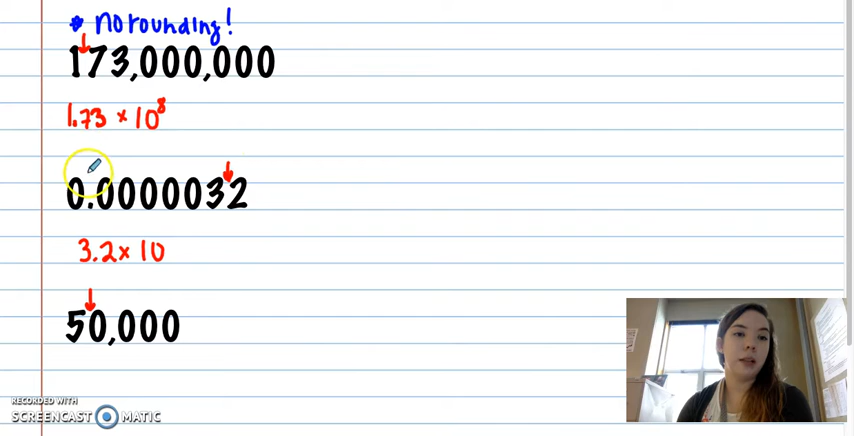 * no rounding!
173,000,000
1.73 × 10⁸
0.0000032
3.2 × 10
50,000
RECORDED WITH
SCREENCAST MATIC